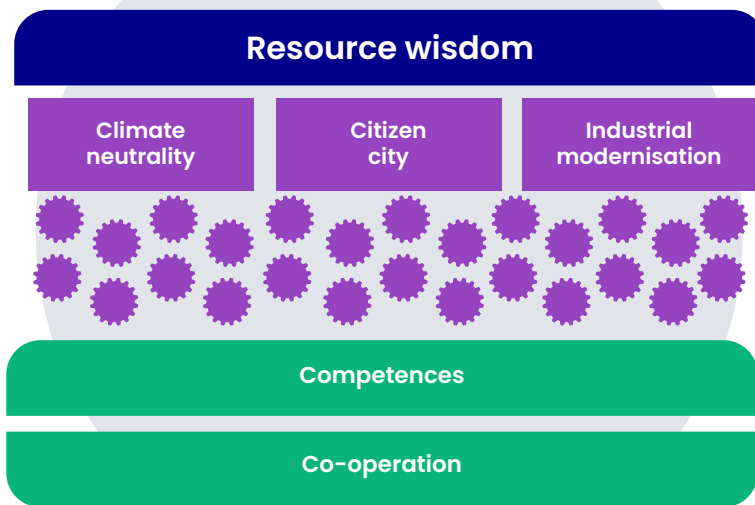 Resource wisdom
Climate
neutrality
Citizen
city
Industrial
modernisation
Competences
Co-operation